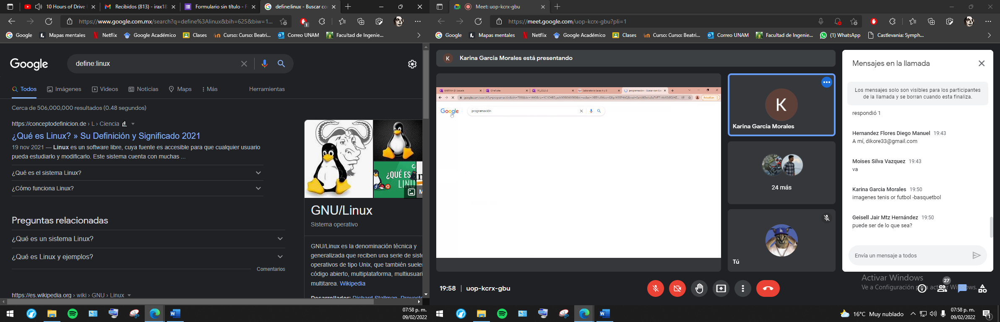 10 Hours of Drive
Recibidos (813) - irax18
Formulario sin título - F
define:linux - Buscar co
https://www.google.com.mx/search?q=define%3Alinux&bih=625&biw=1...
1
Google
Mapas mentales
Netflix
Google Académico
Clases
Curso: Curso: Beatri...
Correo UNAM
Facultad de Ingenie...
Google
define:linux
Todos
Imágenes
Videos
Noticias
Maps
Más
Herramientas
Cerca de 506,000,000 resultados (0.48 segundos)
https://conceptodefinicion.de › L › Ciencia
¿Qué es Linux? » Su Definición y Significado 2021
19 nov 2021 — Linux es un software libre, cuya fuente es accesible para que cualquier usuario
pueda estudiarlo y modificarlo. Este sistema cuenta con muchas ...
¿Qué es el sistema Linux?
¿Cómo funciona Linux?
Preguntas relacionadas
¿Qué es un sistema Linux?
¿Qué es Linux y ejemplos?
Comentarios
https://es.wikipedia.org › wiki › GNU › Linux
¿QUÉ ES
LINU
M
GNU/Linux
Sistema operativo
GNU/Linux es la denominación técnica y
generalizada que reciben una serie de siste
operativos de tipo Unix, que también suele
código abierto, multiplataforma, multiusuari
multitarea. Wikipedia
Desarrollador: Richard Stallman, Proyecto
07:58 p. m.
09/02/2022
Meet: uop-kcrx-gbu
https://meet.google.com/uop-kcrx-gbu?pli=1
Google
Mapas mentales
Netflix
Google Académico
Clases
Curso: Curso: Beatri...
Correo UNAM
Facultad de Ingenie...
(1) WhatsApp
Castlevania: Symph...
K
Karina Garcia Morales está presentando
KARINA @ Escuela
OneNote
FP_2022-2
Laboratorio Salas A y B
programación - Buscar con Goo
Actualizar
Google
programación
K
Karina Garcia Morales
24 más
Tú
Mensajes en la llamada
Los mensajes solo son visibles para los participantes
de la llamada y se borran cuando esta finaliza.
respondió 1
Hernandez Flores Diego Manuel 19:43
A mí, dikore33@gmail.com
Moises Silva Vazquez 19:43
va
Karina Garcia Morales 19:50
imagenes tenis or futbol -basquetbol
Geisell Jair Mtz Hernández 19:50
puede ser de lo que sea?
Envía un mensaje a todos
Activar Windows
Ve a Configuración para activar Windows.
19:58 | uop-kcrx-gbu
27
16°C Muy nublado
07:58 p. m.
09/02/2022
1